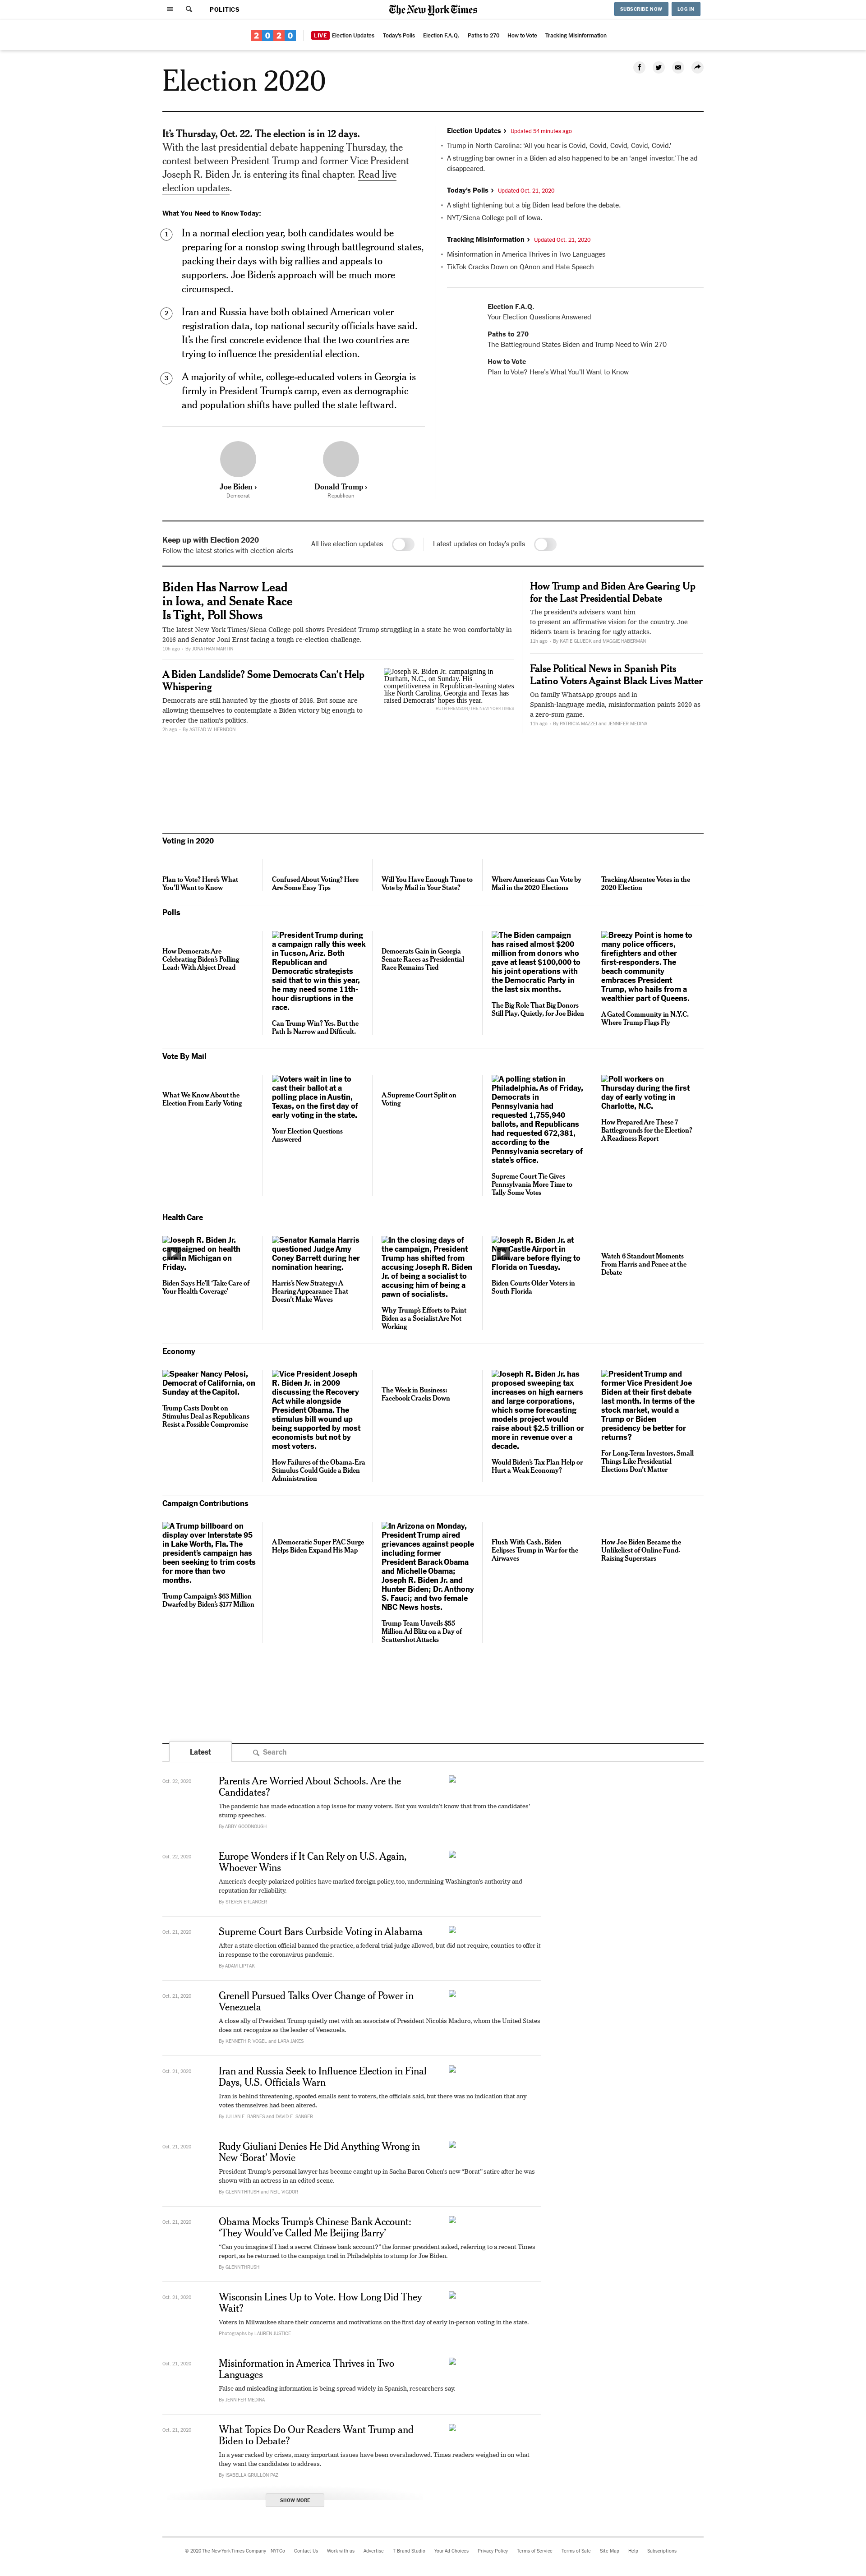 POLITICS
The New York Times
SUBSCRIBE NOW
LOG IN
2020
LIVE Election Updates
Today's Polls
Election F.A.Q.
Paths to 270
How to Vote
Tracking Misinformation
Election 2020
It's Thursday, Oct. 22. The election is in 12 days.
With the last presidential debate happening Thursday, the
contest between President Trump and former Vice President
Joseph R. Biden Jr. is entering its final chapter. Read live
election updates.
What You Need to Know Today:
1
In a normal election year, both candidates would be
preparing for a nonstop swing through battleground states,
packing their days with big rallies and appeals to
supporters. Joe Biden's approach will be much more
circumspect.
2
Iran and Russia have both obtained American voter
registration data, top national security officials have said.
It's the first concrete evidence that the two countries are
trying to influence the presidential election.
3
A majority of white, college-educated voters in Georgia is
firmly in President Trump's camp, even as demographic
and population shifts have pulled the state leftward.
Joe Biden ›
Democrat
Donald Trump ›
Republican
Election Updates › Updated 54 minutes ago
• Trump in North Carolina: 'All you hear is Covid, Covid, Covid, Covid, Covid.'
• A struggling bar owner in a Biden ad also happened to be an 'angel investor.' The ad
disappeared.
Today's Polls › Updated Oct. 21, 2020
• A slight tightening but a big Biden lead before the debate.
• NYT/Siena College poll of Iowa.
Tracking Misinformation › Updated Oct. 21, 2020
• Misinformation in America Thrives in Two Languages
• TikTok Cracks Down on QAnon and Hate Speech
Election F.A.Q.
Your Election Questions Answered
Paths to 270
The Battleground States Biden and Trump Need to Win 270
How to Vote
Plan to Vote? Here's What You'll Want to Know
Keep up with Election 2020
Follow the latest stories with election alerts
All live election updates
Latest updates on today's polls
Biden Has Narrow Lead
in Iowa, and Senate Race
Is Tight, Poll Shows
The latest New York Times/Siena College poll shows President Trump struggling in a state he won comfortably in
2016 and Senator Joni Ernst facing a tough re-election challenge.
10h ago - By JONATHAN MARTIN
A Biden Landslide? Some Democrats Can't Help
Whispering
Democrats are still haunted by the ghosts of 2016. But some are
allowing themselves to contemplate a Biden victory big enough to
reorder the nation's politics.
2h ago - By ASTEAD W. HERNDON
Joseph R. Biden Jr. campaigning in
Durham, N.C., on Sunday. His
competitiveness in Republican-leaning states
like North Carolina, Georgia and Texas has
raised Democrats' hopes this year.
RUTH FREMSON /THE NEW YORK TIMES
How Trump and Biden Are Gearing Up
for the Last Presidential Debate
The president's advisers want him
to present an affirmative vision for the country. Joe
Biden's team is bracing for ugly attacks.
11h ago - By KATIE GLUECK and MAGGIE HABERMAN
False Political News in Spanish Pits
Latino Voters Against Black Lives Matter
On family WhatsApp groups and in
Spanish-language media, misinformation paints 2020 as
a zero-sum game.
11h ago - By PATRICIA MAZZEI and JENNIFER MEDINA
Voting in 2020
Plan to Vote? Here's What
You'll Want to Know
Confused About Voting? Here
Are Some Easy Tips
Will You Have Enough Time to
Vote by Mail in Your State?
Where Americans Can Vote by
Mail in the 2020 Elections
Tracking Absentee Votes in the
2020 Election
Polls
How Democrats Are
Celebrating Biden's Polling
Lead: With Abject Dread
President Trump during
a campaign rally this week
in Tucson, Ariz. Both
Republican and
Democratic strategists
said that to win this year,
he may need some 11th-
hour disruptions in the
race.
Can Trump Win? Yes. But the
Path Is Narrow and Difficult.
Democrats Gain in Georgia
Senate Races as Presidential
Race Remains Tied
The Biden campaign
has raised almost $200
million from donors who
gave at least $100,000 to
his joint operations with
the Democratic Party in
the last six months.
The Big Role That Big Donors
Still Play, Quietly, for Joe Biden
Breezy Point is home to
many police officers,
firefighters and other
first-responders. The
beach community
embraces President
Trump, who hails from a
wealthier part of Queens.
A Gated Community in N.Y.C.
Where Trump Flags Fly
Vote By Mail
What We Know About the
Election From Early Voting
Voters wait in line to
cast their ballot at a
polling place in Austin,
Texas, on the first day of
early voting in the state.
Your Election Questions
Answered
A Supreme Court Split on
Voting
A polling station in
Philadelphia. As of Friday,
Democrats in
Pennsylvania had
requested 1,755,940
ballots, and Republicans
had requested 672,381,
according to the
Pennsylvania secretary of
state's office.
Supreme Court Tie Gives
Pennsylvania More Time to
Tally Some Votes
Poll workers on
Thursday during the first
day of early voting in
Charlotte, N.C.
How Prepared Are These 7
Battlegrounds for the Election?
A Readiness Report
Health Care
Joseph R. Biden Jr.
campaigned on health
care in Michigan on
Friday.
Biden Says He'll 'Take Care of
Your Health Coverage'
Senator Kamala Harris
questioned Judge Amy
Coney Barrett during her
nomination hearing.
Harris's New Strategy: A
Hearing Appearance That
Doesn't Make Waves
In the closing days of
the campaign, President
Trump has shifted from
accusing Joseph R. Biden
Jr. of being a socialist to
accusing him of being a
pawn of socialists.
Why Trump's Efforts to Paint
Biden as a Socialist Are Not
Working
Joseph R. Biden Jr. at
New Castle Airport in
Delaware before flying to
Florida on Tuesday.
Biden Courts Older Voters in
South Florida
Watch 6 Standout Moments
From Harris and Pence at the
Debate
Economy
Speaker Nancy Pelosi,
Democrat of California, on
Sunday at the Capitol.
Trump Casts Doubt on
Stimulus Deal as Republicans
Resist a Possible Compromise
Vice President Joseph
R. Biden Jr. in 2009
discussing the Recovery
Act while alongside
President Obama. The
stimulus bill wound up
being supported by most
economists but not by
most voters.
How Failures of the Obama-Era
Stimulus Could Guide a Biden
Administration
The Week in Business:
Facebook Cracks Down
Joseph R. Biden Jr. has
proposed sweeping tax
increases on high earners
and large corporations,
which some forecasting
models project would
raise about $2.5 trillion or
more in revenue over a
decade.
Would Biden's Tax Plan Help or
Hurt a Weak Economy?
President Trump and
former Vice President Joe
Biden at their first debate
last month. In terms of the
stock market, would a
Trump or Biden
presidency be better for
returns?
For Long-Term Investors, Small
Things Like Presidential
Elections Don't Matter
Campaign Contributions
A Trump billboard on
display over Interstate 95
in Lake Worth, Fla. The
president's campaign has
been seeking to trim costs
for more than two
months.
Trump Campaign's $63 Million
Dwarfed by Biden's $177 Million
A Democratic Super PAC Surge
Helps Biden Expand His Map
In Arizona on Monday,
President Trump aired
grievances against people
including former
President Barack Obama
and Michelle Obama;
Joseph R. Biden Jr. and
Hunter Biden; Dr. Anthony
S. Fauci; and two female
NBC News hosts.
Trump Team Unveils $55
Million Ad Blitz on a Day of
Scattershot Attacks
Flush With Cash, Biden
Eclipses Trump in War for the
Airwaves
How Joe Biden Became the
Unlikeliest of Online Fund-
Raising Superstars
Latest
Search
Oct. 22, 2020
Parents Are Worried About Schools. Are the
Candidates?
The pandemic has made education a top issue for many voters. But you wouldn't know that from the candidates'
stump speeches.
By ABBY GOODNOUGH
Oct. 22, 2020
Europe Wonders if It Can Rely on U.S. Again,
Whoever Wins
America's deeply polarized politics have marked foreign policy, too, undermining Washington's authority and
reputation for reliability.
By STEVEN ERLANGER
Oct. 21, 2020
Supreme Court Bars Curbside Voting in Alabama
After a state election official banned the practice, a federal trial judge allowed, but did not require, counties to offer it
in response to the coronavirus pandemic.
By ADAM LIPTAK
Oct. 21, 2020
Grenell Pursued Talks Over Change of Power in
Venezuela
A close ally of President Trump quietly met with an associate of President Nicolás Maduro, whom the United States
does not recognize as the leader of Venezuela.
By KENNETH P. VOGEL and LARA JAKES
Oct. 21, 2020
Iran and Russia Seek to Influence Election in Final
Days, U.S. Officials Warn
Iran is behind threatening, spoofed emails sent to voters, the officials said, but there was no indication that any
votes themselves had been altered.
By JULIAN E. BARNES and DAVID E. SANGER
Oct. 21, 2020
Rudy Giuliani Denies He Did Anything Wrong in
New 'Borat' Movie
President Trump's personal lawyer has become caught up in Sacha Baron Cohen's new "Borat" satire after he was
shown with an actress in an edited scene.
By GLENN THRUSH and NEIL VIGDOR
Oct. 21, 2020
Obama Mocks Trump's Chinese Bank Account:
'They Would've Called Me Beijing Barry'
"Can you imagine if I had a secret Chinese bank account?" the former president asked, referring to a recent Times
report, as he returned to the campaign trail in Philadelphia to stump for Joe Biden.
By GLENN THRUSH
Oct. 21, 2020
Wisconsin Lines Up to Vote. How Long Did They
Wait?
Voters in Milwaukee share their concerns and motivations on the first day of early in-person voting in the state.
Photographs by LAUREN JUSTICE
Oct. 21, 2020
Misinformation in America Thrives in Two
Languages
False and misleading information is being spread widely in Spanish, researchers say.
By JENNIFER MEDINA
Oct. 21, 2020
What Topics Do Our Readers Want Trump and
Biden to Debate?
In a year racked by crises, many important issues have been overshadowed. Times readers weighed in on what
they want the candidates to address.
By ISABELLA GRULLÓN PAZ
SHOW MORE
© 2020 The New York Times Company
NYTCo
Contact Us
Work with us
Advertise
T Brand Studio
Your Ad Choices
Privacy Policy
Terms of Service
Terms of Sale
Site Map
Help
Subscriptions